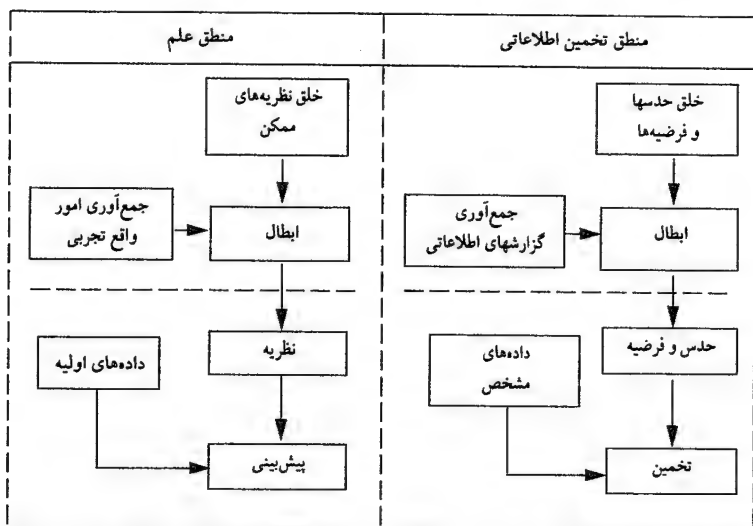 منطق تخمین اطلاعاتی
خلق حدسها
و فرضیه‌ها
جمع‌آوری
گزارشهای اطلاعاتی
ابطال
حدس و فرضیه
داده‌های
مشخص
تخمین
منطق علم
خلق نظریه‌های
ممکن
جمع‌آوری امور
واقع تجربی
ابطال
نظریه
داده‌های اولیه
پیش‌بینی